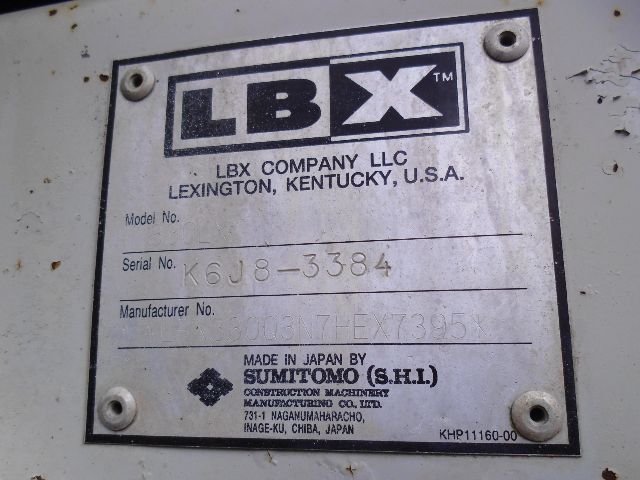 LBX™
LBX COMPANY LLC
LEXINGTON, KENTUCKY, U.S.A.
Model No.
Serial No. K6J8-3384
Manufacturer No.
MADE IN JAPAN BY
SUMITOMO (S.H.I.)
CONSTRUCTION MACHINERY
MANUFACTURING CO., LTD.
731-1 NAGANUMAHARACHO,
INAGE-KU, CHIBA, JAPAN
KHP11160-00